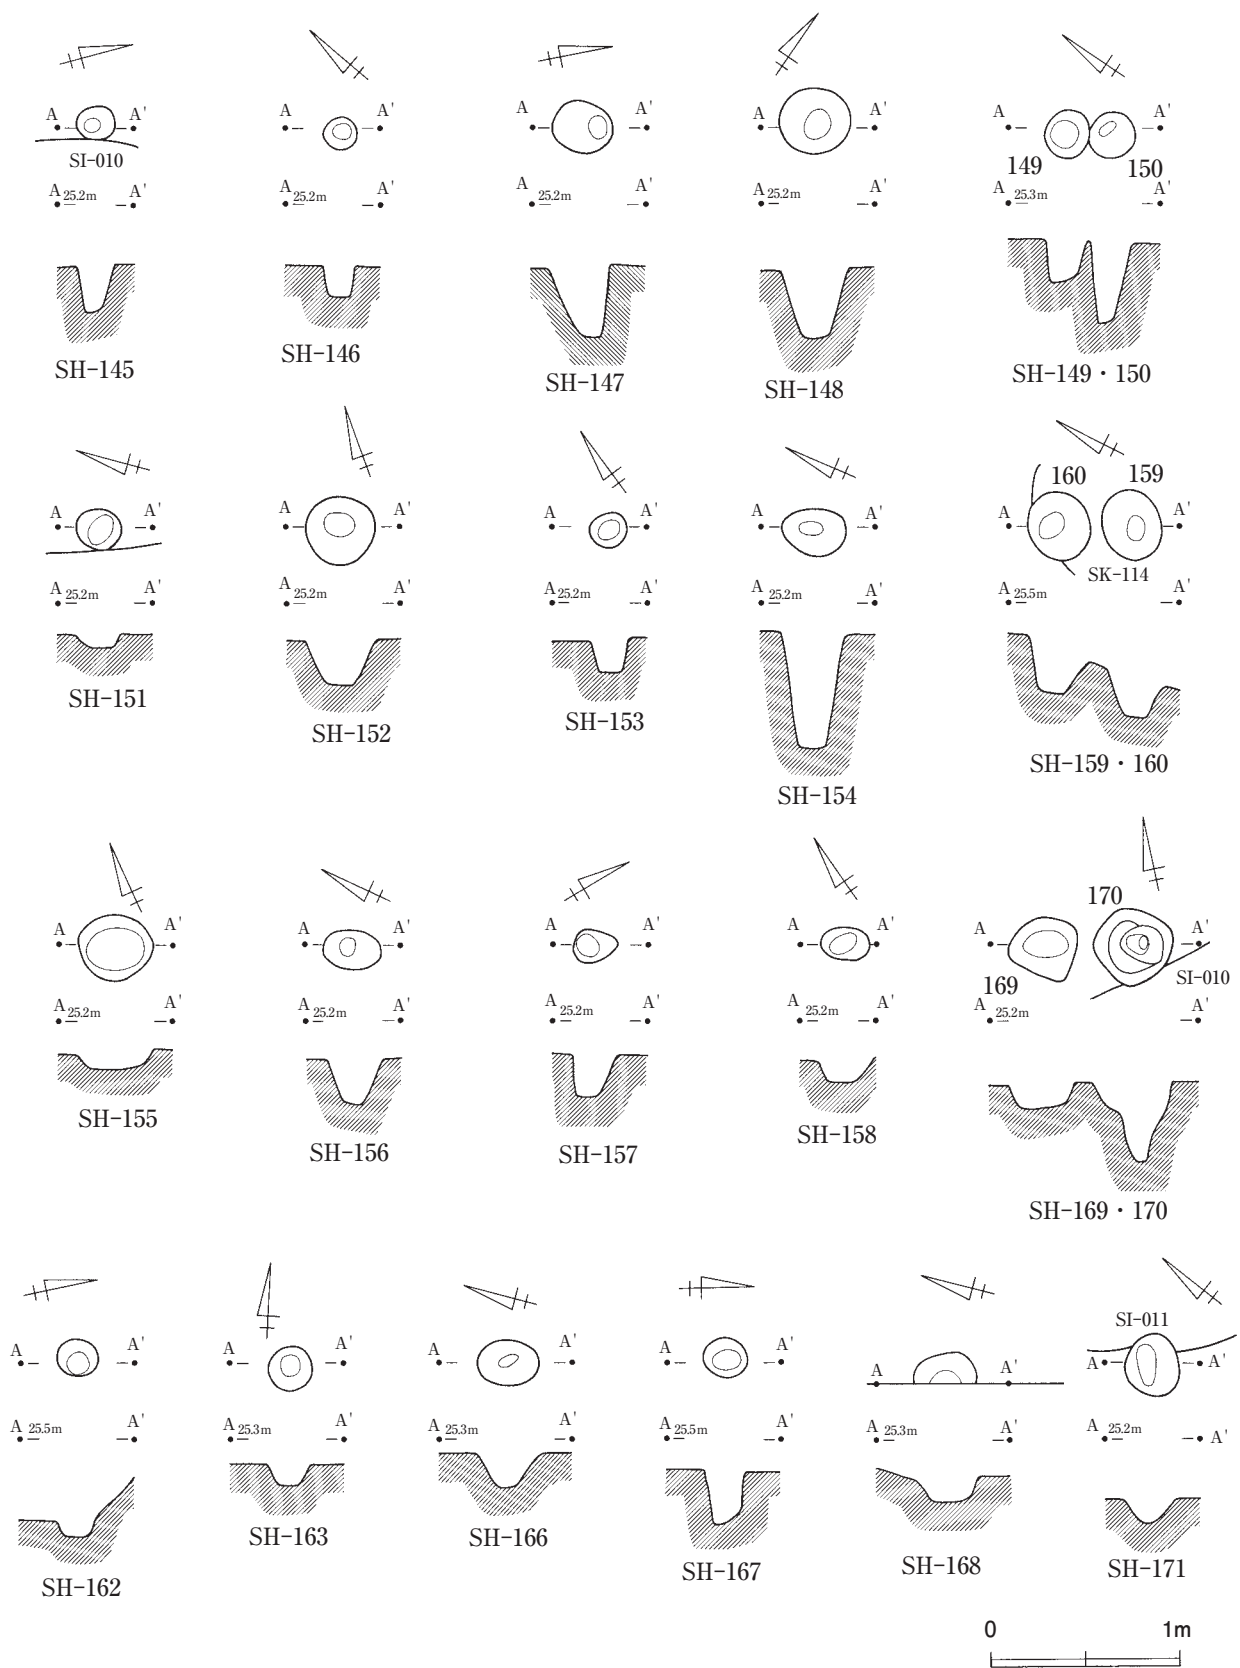 A A'
SI-010
A 25.2m A'
SH-145
A A'
A 25.2m A'
SH-146
A A'
A 25.2m A'
SH-147
A A'
A 25.2m A'
SH-148
A A'
149 150
A 25.3m A'
SH-149・150
A A'
A 25.2m A'
SH-151
A A'
A 25.2m A'
SH-152
A A'
A 25.2m A'
SH-153
A A'
A 25.2m A'
SH-154
160 159
A A'
SK-114
A 25.5m A'
SH-159・160
A A'
A 25.2m A'
SH-155
A A'
A 25.2m A'
SH-156
A A'
A 25.2m A'
SH-157
A A'
A 25.2m A'
SH-158
170
A A'
169 SI-010
A 25.2m A'
SH-169・170
A A'
A 25.5m A'
SH-162
A A'
A 25.3m A'
SH-163
A A'
A 25.3m A'
SH-166
A A'
A 25.5m A'
SH-167
A A'
A 25.3m A'
SH-168
SI-011
A A'
A 25.2m A'
SH-171
0 1m